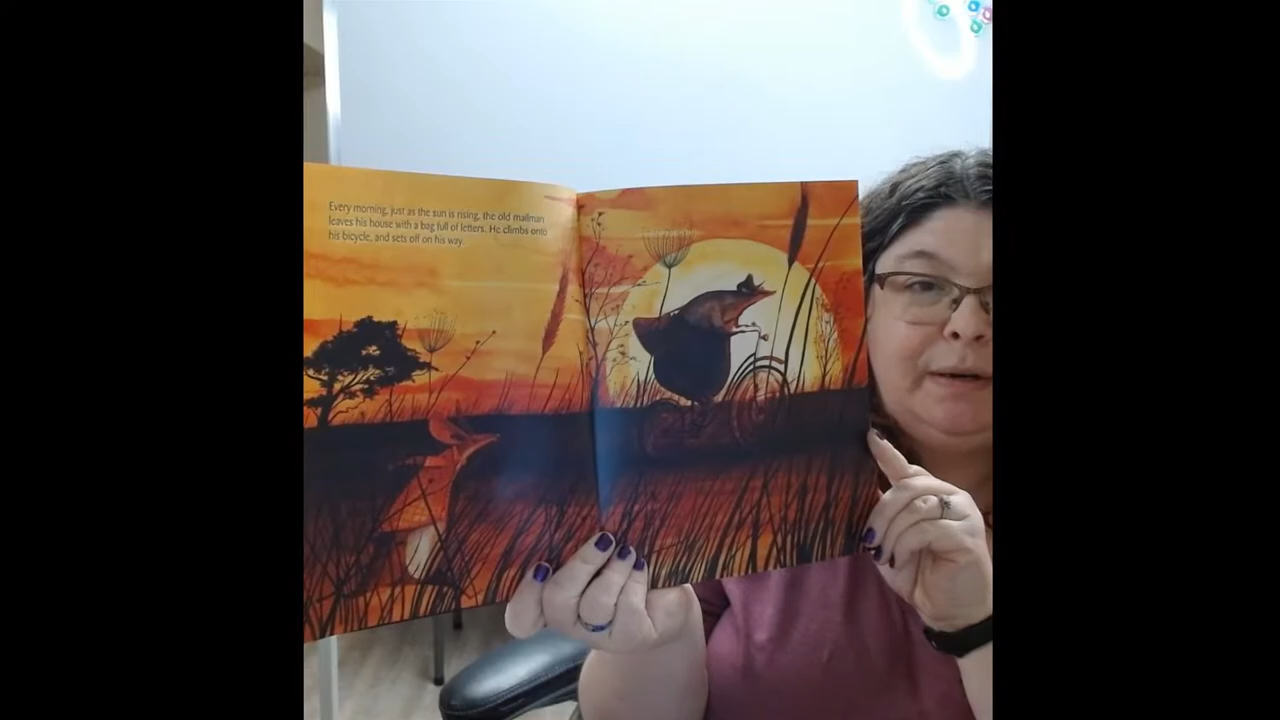 Every morning, just as the sun is rising, the old mailman
leaves his house with a bag full of letters. He climbs onto
his bicycle, and sets off on his way.